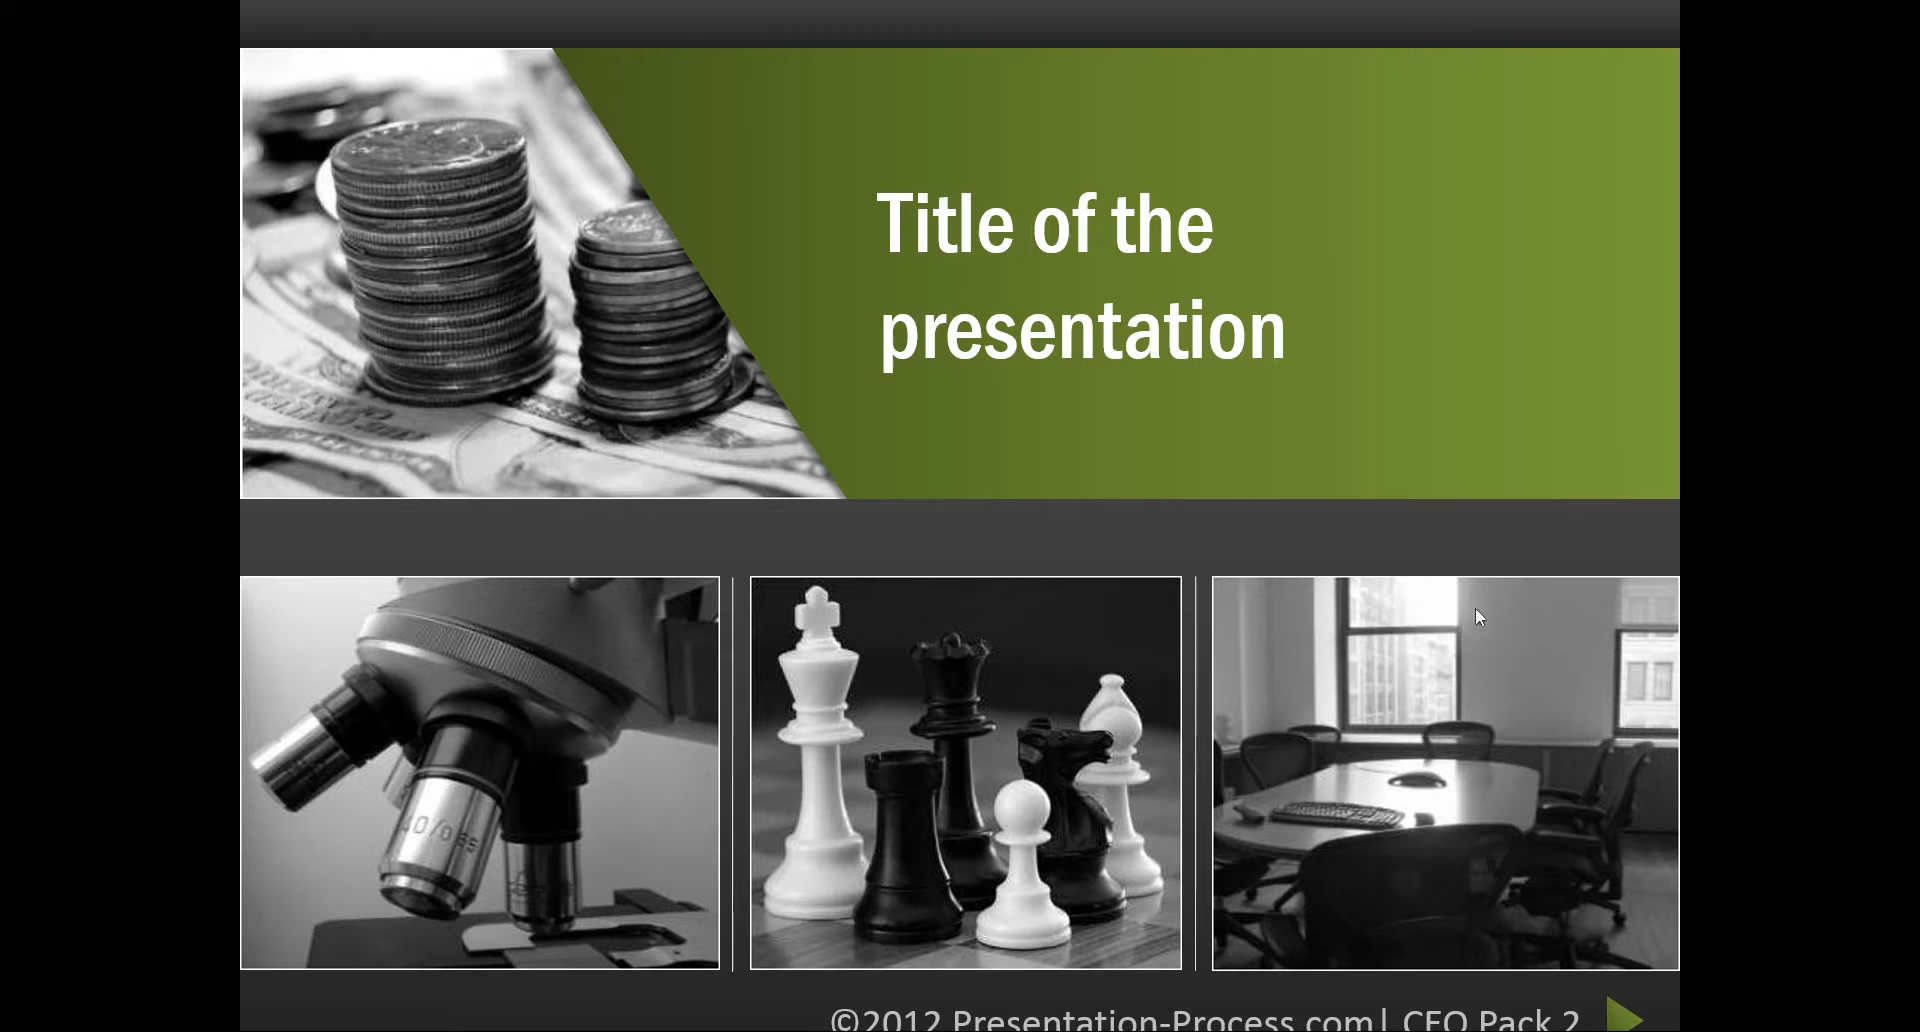 Title of the
presentation
©2012 Presentation-Process.com| CEO Pack 2